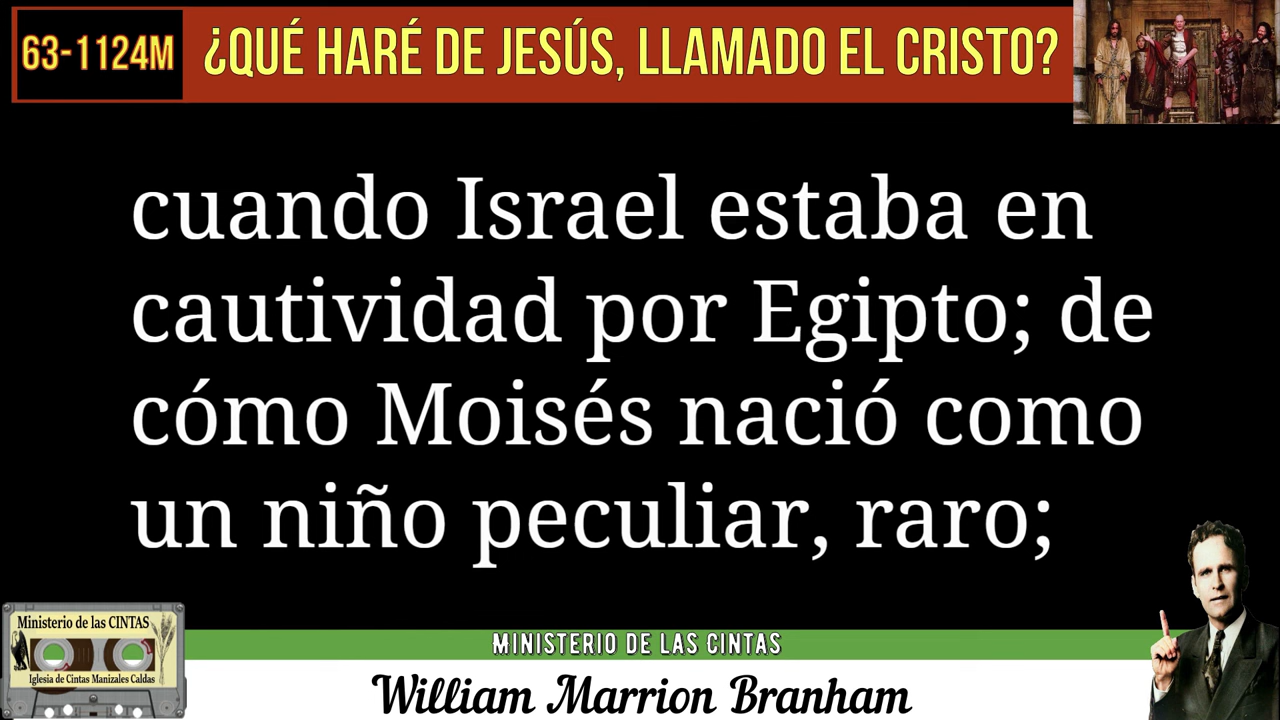 63-1124M
¿QUÉ HARÉ DE JESÚS, LLAMADO EL CRISTO?
cuando Israel estaba en
cautividad por Egipto; de
cómo Moisés nació como
un niño peculiar, raro;
Ministerio de las CINTAS
Iglesia de Cintas Manizales Caldas
MINISTERIO DE LAS CINTAS
William Marrion Branham